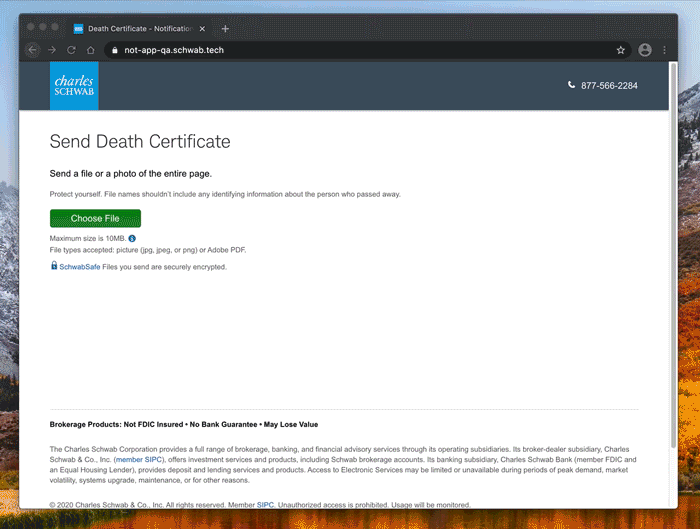 Death Certificate - Notification
not-app-qa.schwab.tech
charles
SCHWAB
877-566-2284
Send Death Certificate
Send a file or a photo of the entire page.
Protect yourself. File names shouldn't include any identifying information about the person who passed away.
Choose File
Maximum size is 10MB.
File types accepted: picture (jpg, jpeg, or png) or Adobe PDF.
SchwabSafe Files you send are securely encrypted.
Brokerage Products: Not FDIC Insured • No Bank Guarantee • May Lose Value
The Charles Schwab Corporation provides a full range of brokerage, banking, and financial advisory services through its operating subsidiaries. Its broker-dealer subsidiary, Charles
Schwab & Co., Inc. (member SIPC), offers investment services and products, including Schwab brokerage accounts. Its banking subsidiary, Charles Schwab Bank (member FDIC and
an Equal Housing Lender), provides deposit and lending services and products. Access to Electronic Services may be limited or unavailable during periods of peak demand, market
volatility, systems upgrade, maintenance, or for other reasons.
© 2020 Charles Schwab & Co., Inc. All rights reserved. Member SIPC. Unauthorized access is prohibited. Usage will be monitored.